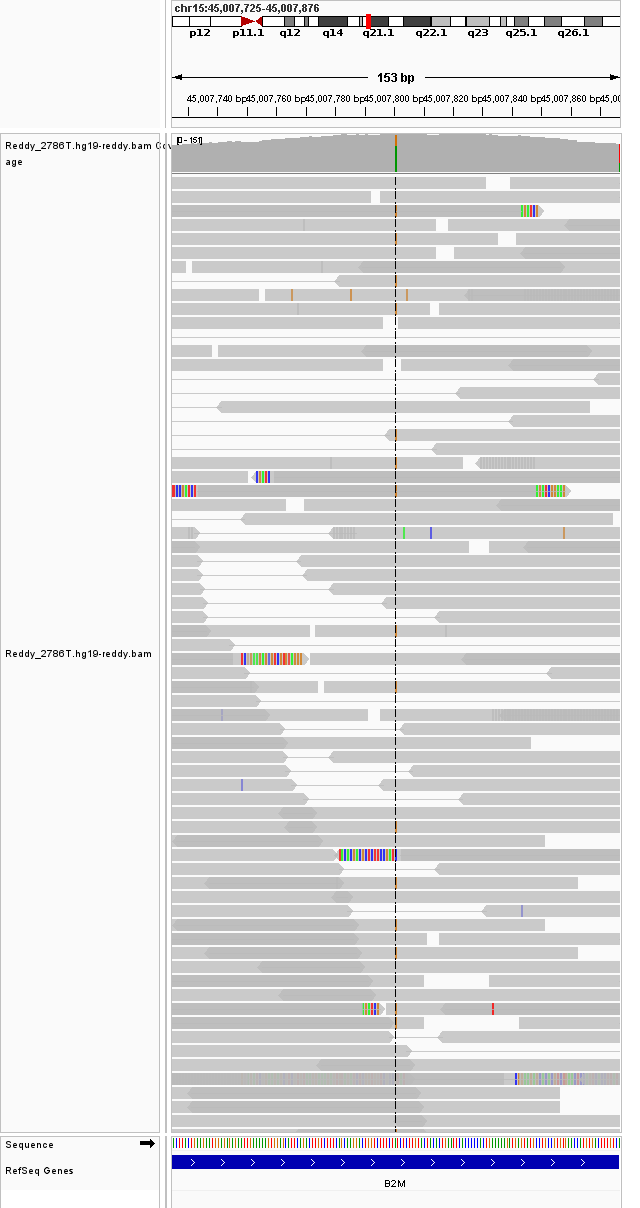 chr15:45,007,725-45,007,876
p12 p11.1 q12 q14 q21.1 q22.1 q23 q25.1 q26.1
153 bp
45,007,740 bp 45,007,760 bp 45,007,780 bp 45,007,800 bp 45,007,820 bp 45,007,840 bp 45,007,860 bp 45,00
Reddy_2786T.hg19-reddy.bam Cov
age
[0 - 151]
Reddy_2786T.hg19-reddy.bam
Sequence
RefSeq Genes
B2M